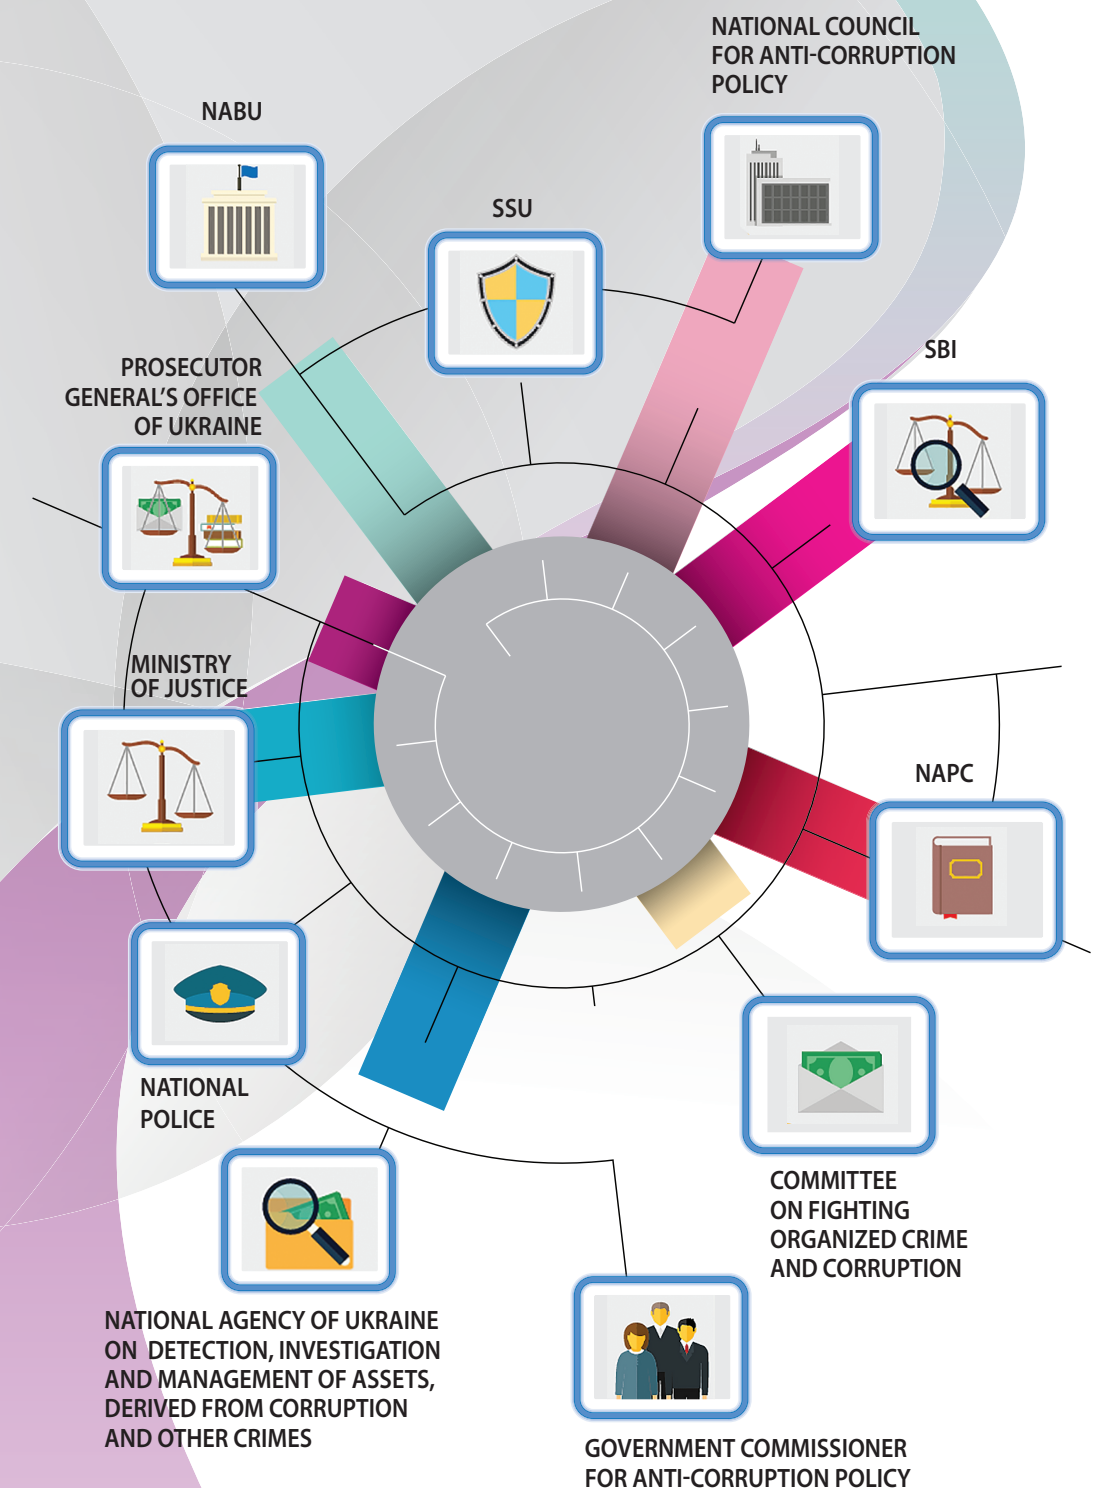 NATIONAL COUNCIL
FOR ANTI-CORRUPTION
POLICY
NABU
SSU
SBI
PROSECUTOR
GENERAL'S OFFICE
OF UKRAINE
MINISTRY
OF JUSTICE
NAPC
NATIONAL
POLICE
COMMITTEE
ON FIGHTING
ORGANIZED CRIME
AND CORRUPTION
NATIONAL AGENCY OF UKRAINE
ON DETECTION, INVESTIGATION
AND MANAGEMENT OF ASSETS,
DERIVED FROM CORRUPTION
AND OTHER CRIMES
GOVERNMENT COMMISSIONER
FOR ANTI-CORRUPTION POLICY